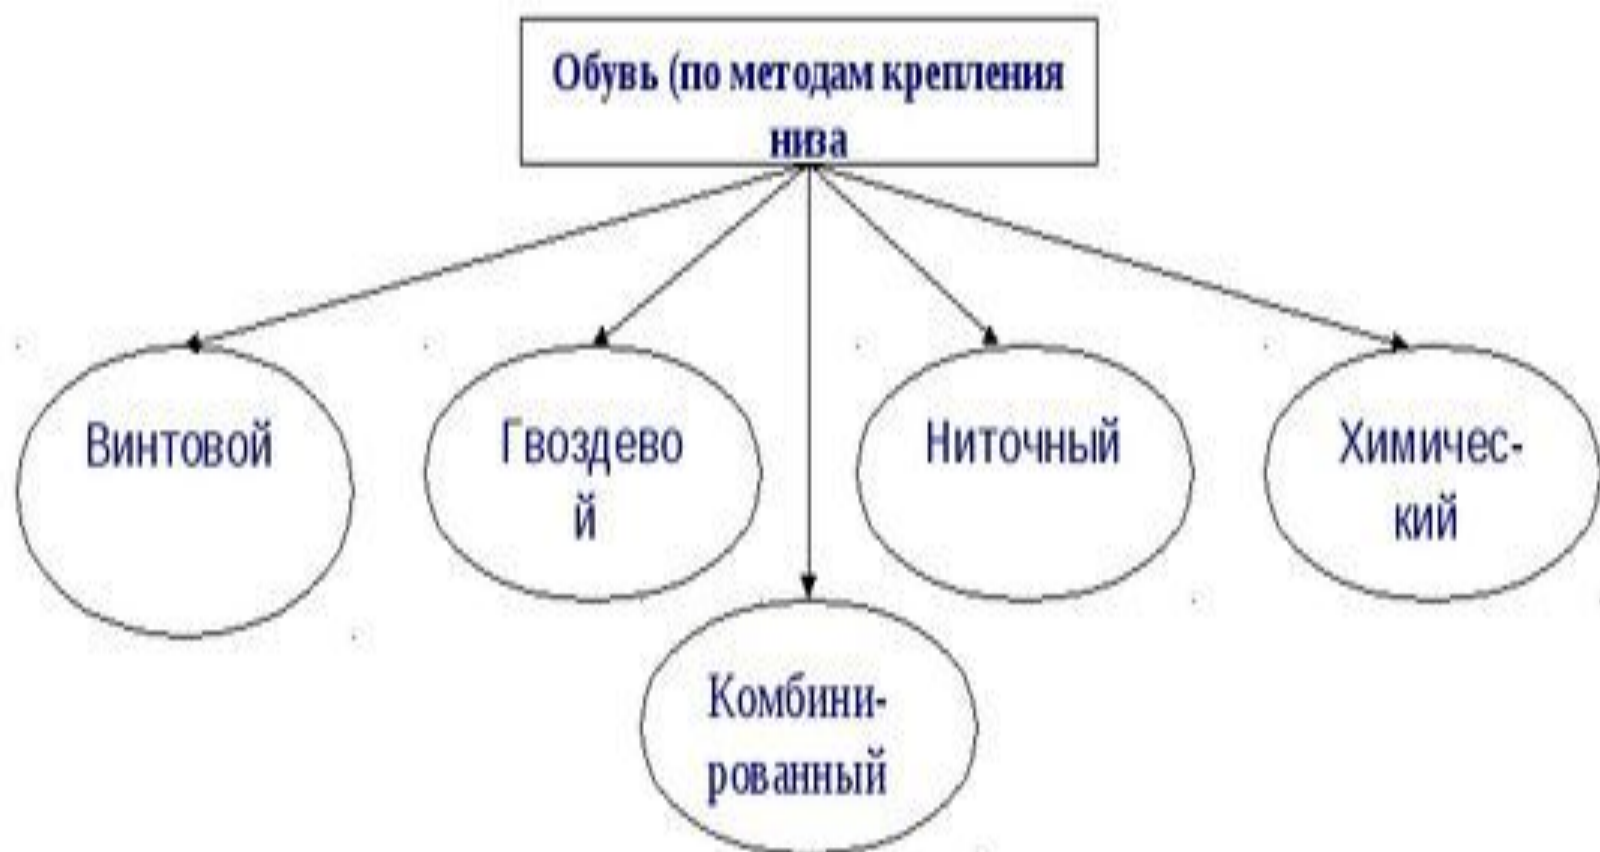 Обувь (по методам крепления
низа
Винтовой
Гвоздево
й
Ниточный
Химичес-
кий
Комбини-
рованный